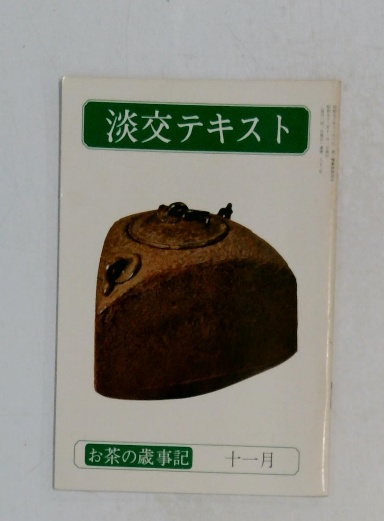 淡交テキスト
お茶の歳事記
十一月